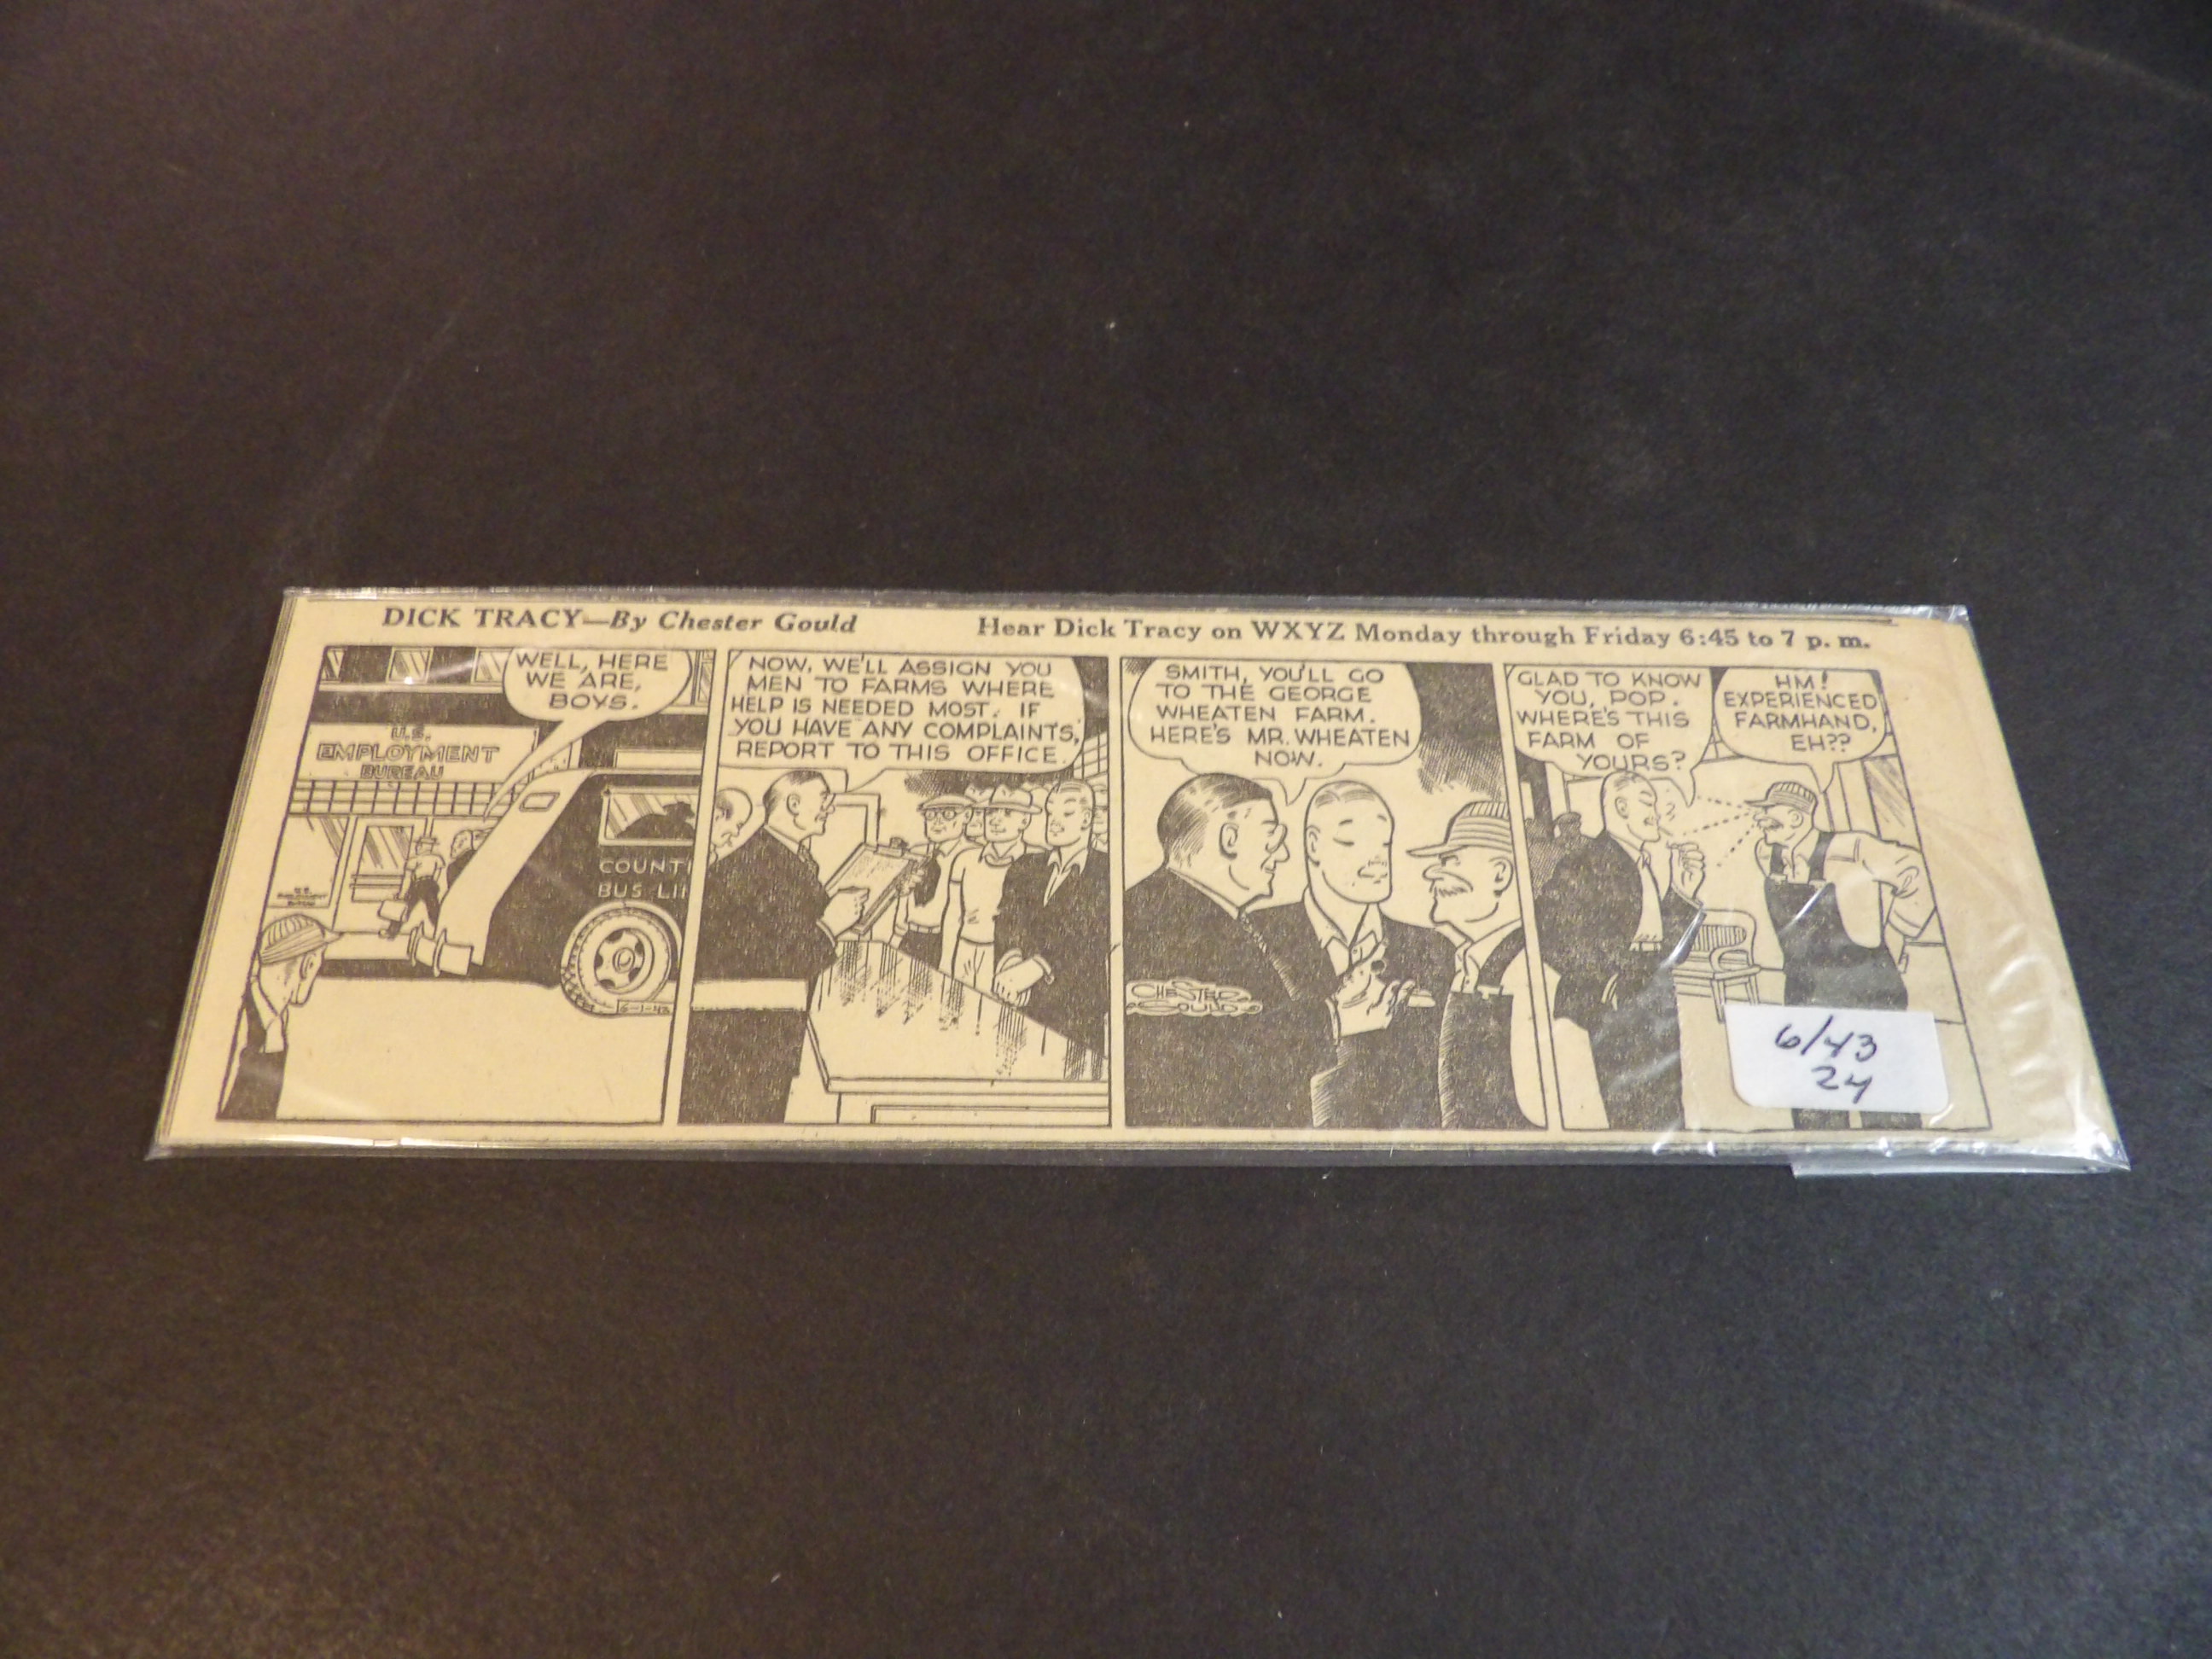 DICK TRACY—By Chester Gould
Hear Dick Tracy on WXYZ Monday through Friday 6:45 to 7 p. m.
WELL, HERE
WE ARE,
BOYS.
U.S.
EMPLOYMENT
BUREAU
COUNT
BUS LI
NOW, WE'LL ASSIGN YOU
MEN TO FARMS WHERE
HELP IS NEEDED MOST. IF
YOU HAVE ANY COMPLAINTS,
REPORT TO THIS OFFICE.
SMITH, YOU'LL GO
TO THE GEORGE
WHEATEN FARM.
HERE'S MR. WHEATEN
NOW.
CHESTER
GOULD
GLAD TO KNOW
YOU, POP.
WHERE'S THIS
FARM OF
YOURS?
HM!
EXPERIENCED
FARMHAND,
EH??
6/43
24